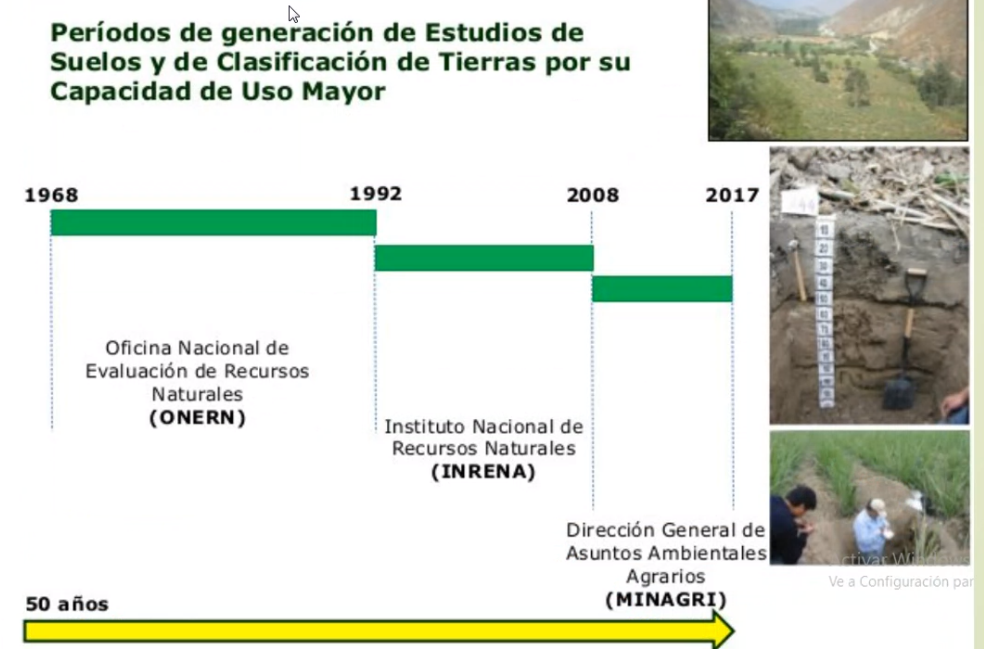 Períodos de generación de Estudios de
Suelos y de Clasificación de Tierras por su
Capacidad de Uso Mayor
1968
1992
2008
2017
Oficina Nacional de
Evaluación de Recursos
Naturales
(ONERN)
Instituto Nacional de
Recursos Naturales
(INRENA)
Dirección General de
Asuntos Ambientales
Agrarios
(MINAGRI)
50 años
ctivar Windows
Ve a Configuración par